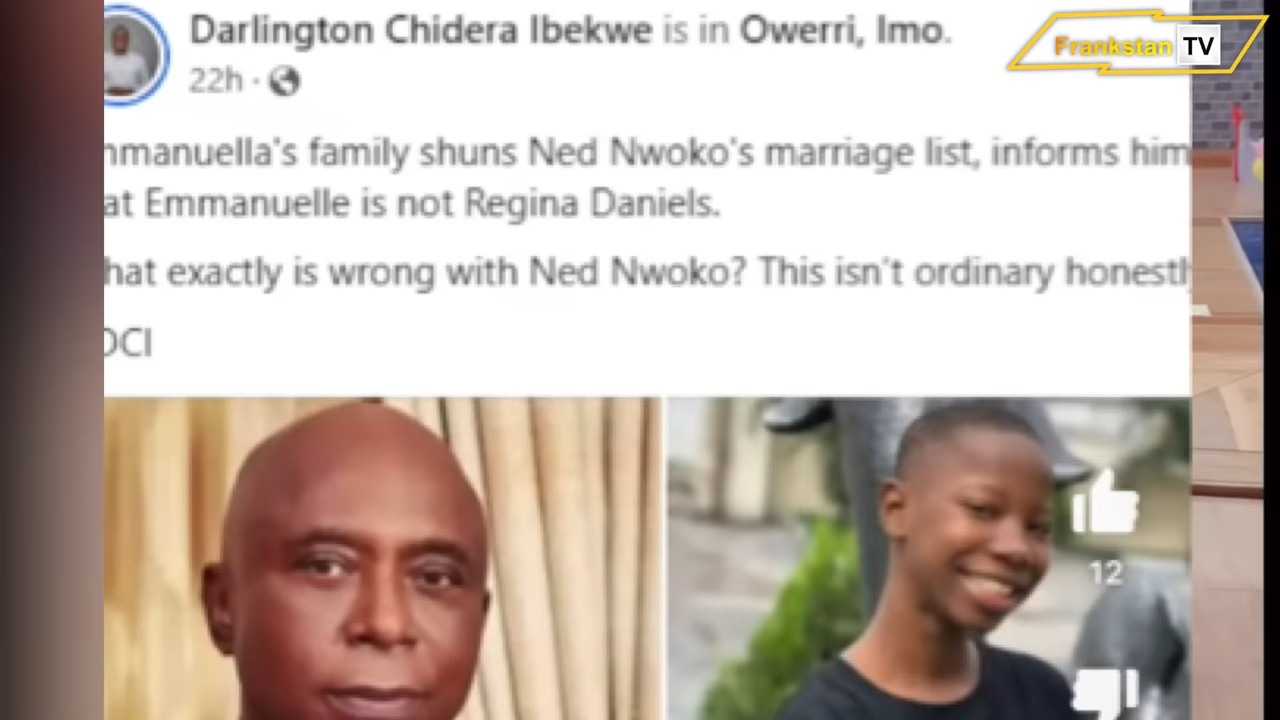 Darlington Chidera Ibekwe is in Owerri, Imo.
Frankstan TV
22h ·
mmanuella's family shuns Ned Nwoko's marriage list, informs him
at Emmanuelle is not Regina Daniels.
hat exactly is wrong with Ned Nwoko? This isn't ordinary honestly
DCI
12